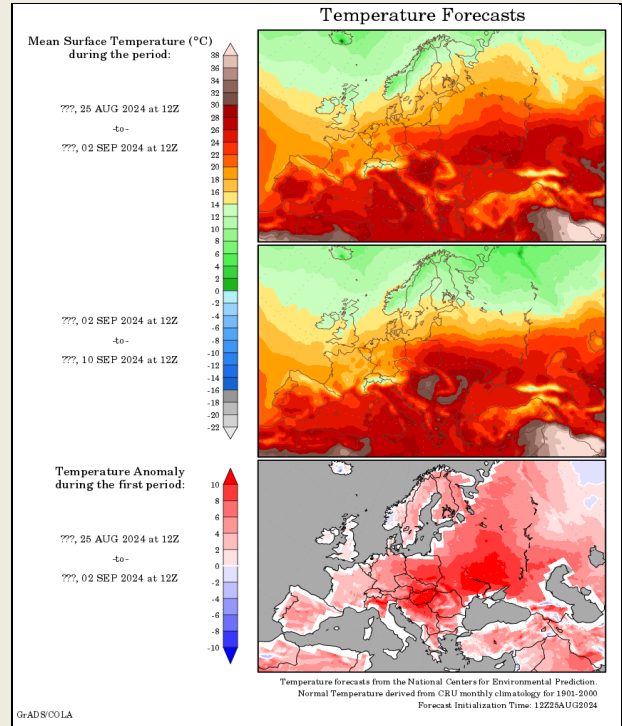 Temperature Forecasts
Mean Surface Temperature (°C)
during the period:
???, 25 AUG 2024 at 12Z
-to-
???, 02 SEP 2024 at 12Z
38
36
34
32
30
28
26
24
22
20
18
16
14
12
10
8
6
4
2
0
-2
-4
-6
-8
-10
-12
-14
-16
-18
-20
-22
???, 02 SEP 2024 at 12Z
-to-
???, 10 SEP 2024 at 12Z
Temperature Anomaly
during the first period:
???, 25 AUG 2024 at 12Z
-to-
???, 02 SEP 2024 at 12Z
10
8
6
4
2
0
-2
-4
-6
-8
-10
Temperature forecasts from the National Centers for Environmental Prediction.
Normal Temperature derived from CRU monthly climatology for 1901-2000
Forecast Initialization Time: 12Z25AUG2024
GrADS/COLA